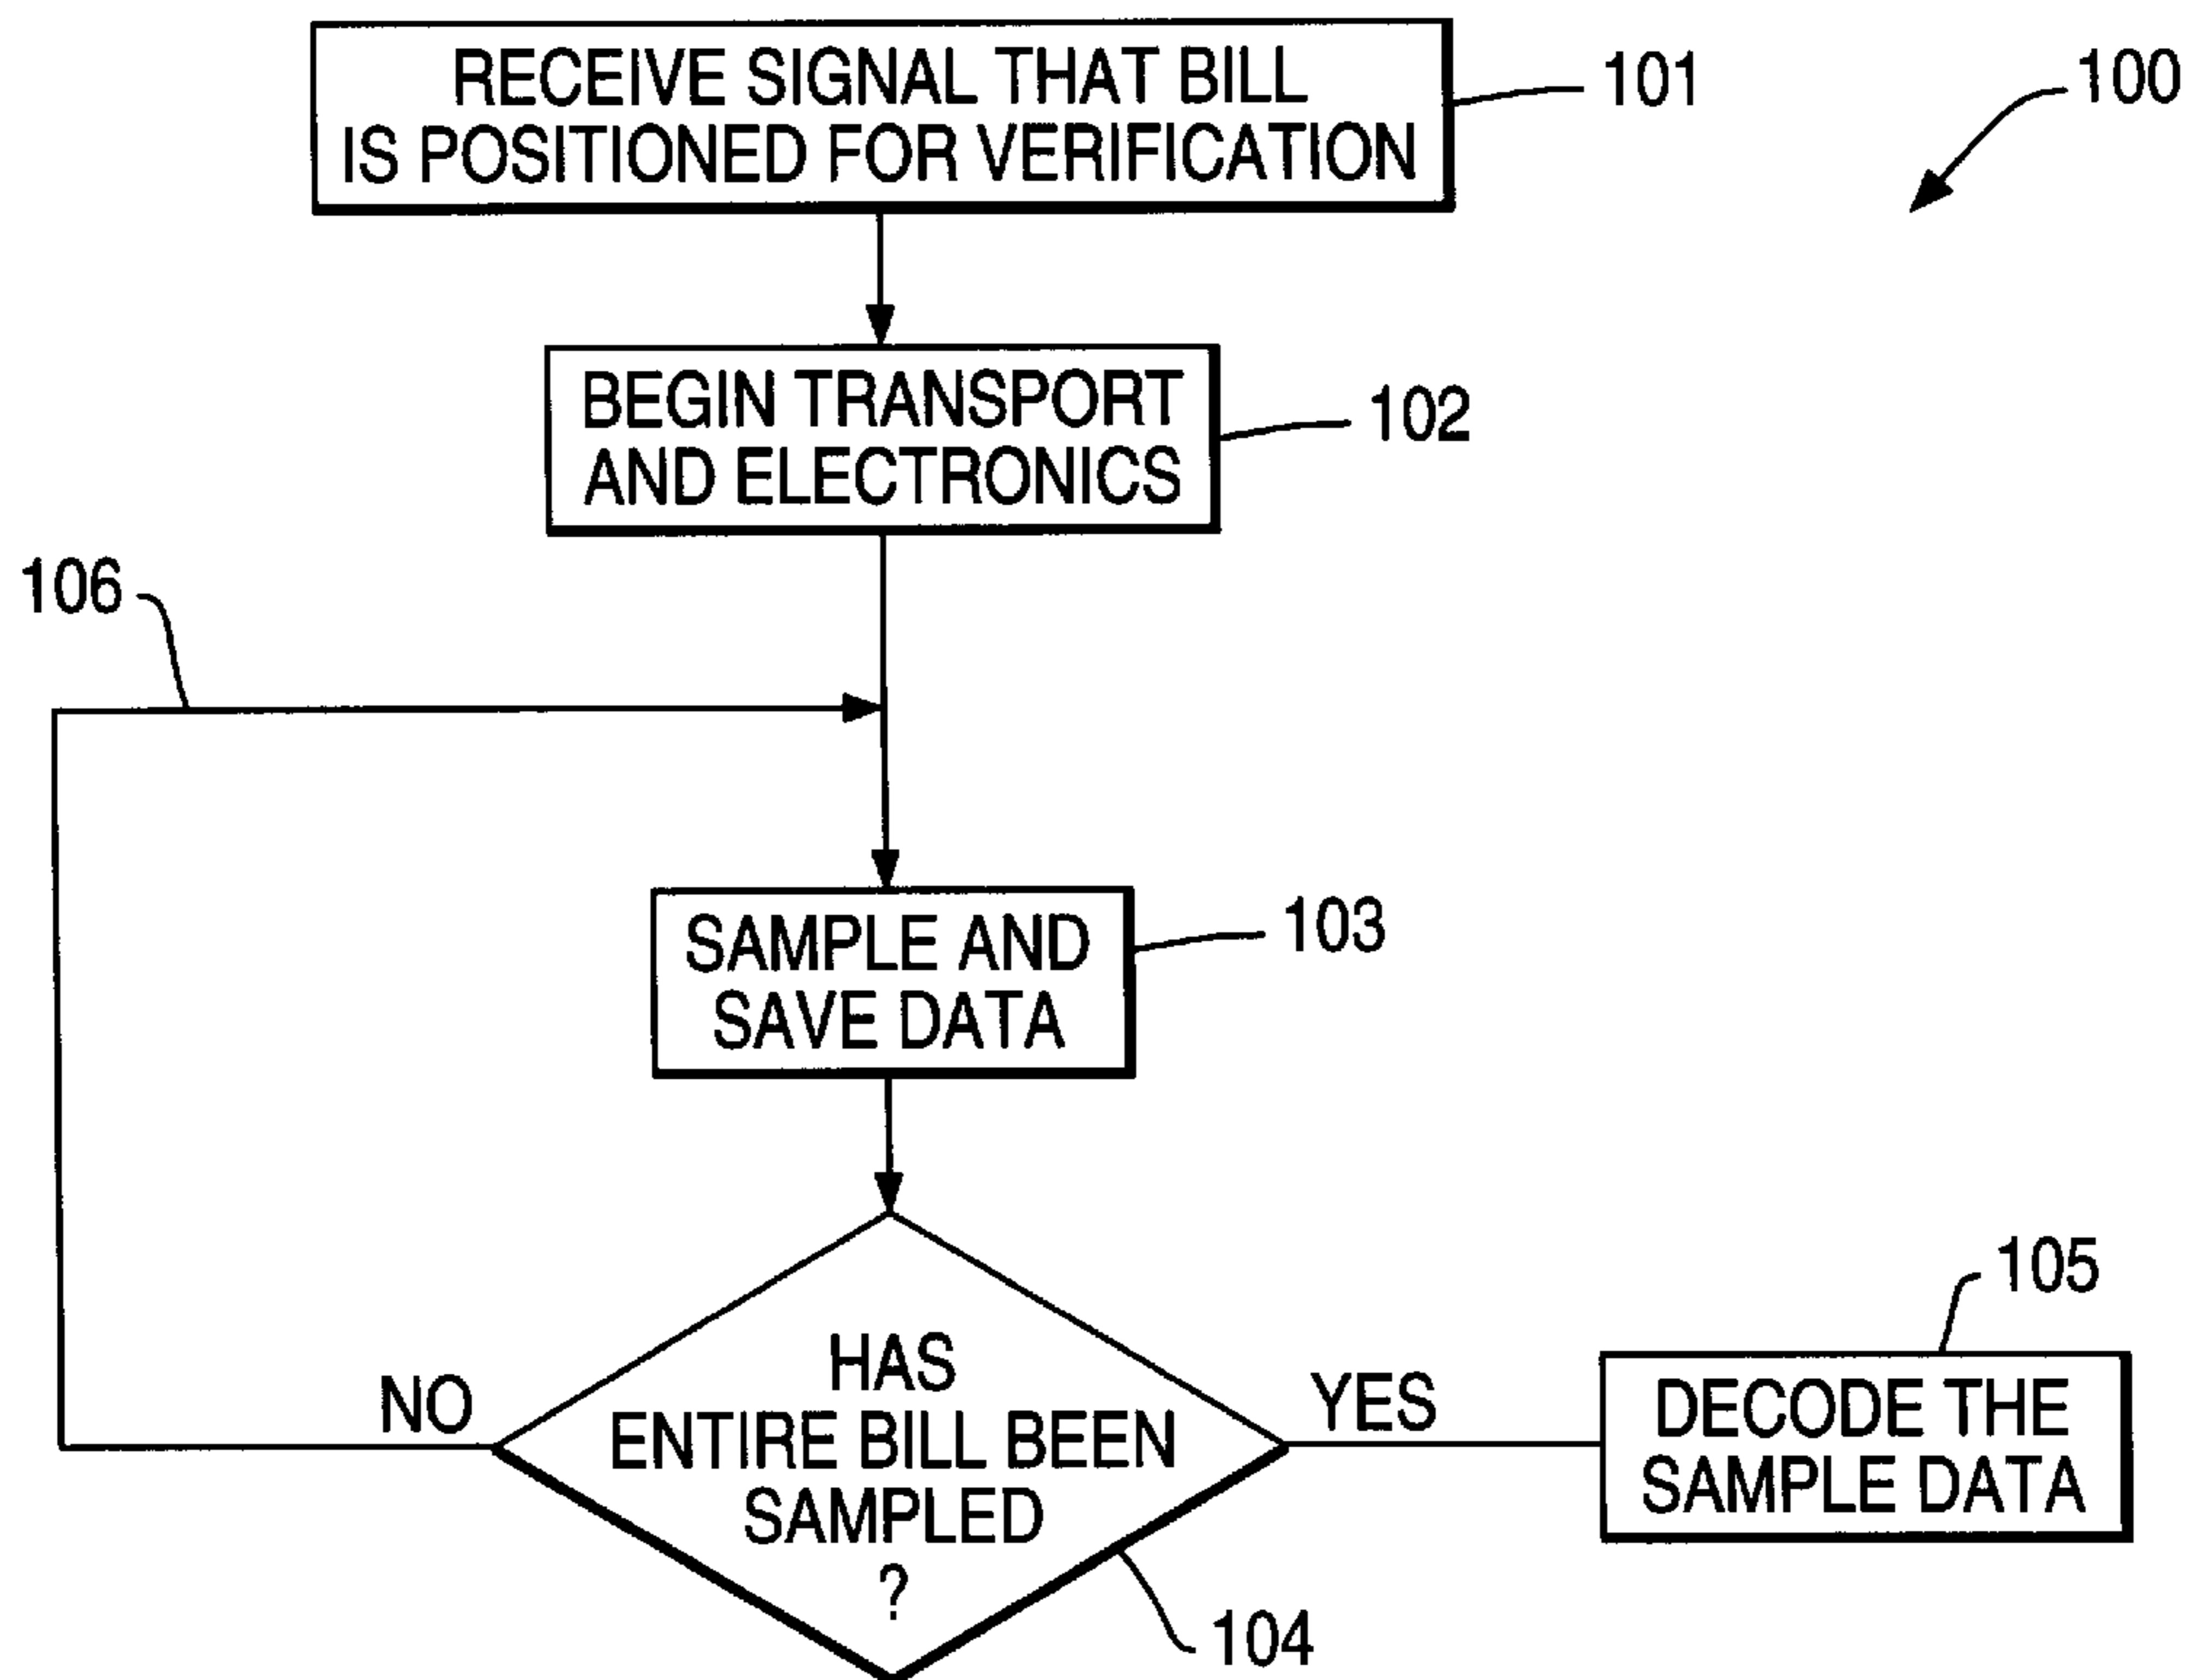 RECEIVE SIGNAL THAT BILL
IS POSITIONED FOR VERIFICATION
101
100
BEGIN TRANSPORT
AND ELECTRONICS
102
106
SAMPLE AND
SAVE DATA
103
HAS
ENTIRE BILL BEEN
SAMPLED
?
104
NO
YES
105
DECODE THE
SAMPLE DATA